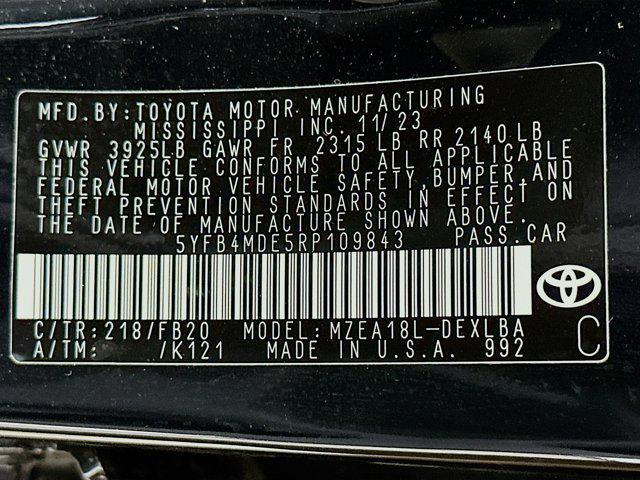 MFD. BY: TOYOTA MOTOR MANUFACTURING
MISSISSIPPI INC. 11/23
GVWR 3925LB GAWR FR 2315 LB RR 2140 LB
THIS VEHICLE CONFORMS TO ALL APPLICABLE
FEDERAL MOTOR VEHICLE SAFETY, BUMPER, AND
THEFT PREVENTION STANDARDS IN EFFECT ON
THE DATE OF MANUFACTURE SHOWN ABOVE.
5YFB4MDE5RP109843 PASS. CAR
C/TR: 218/FB20 MODEL: MZEA18L-DEXLBA
A/TM: /K121 MADE IN U.S.A. 992
C